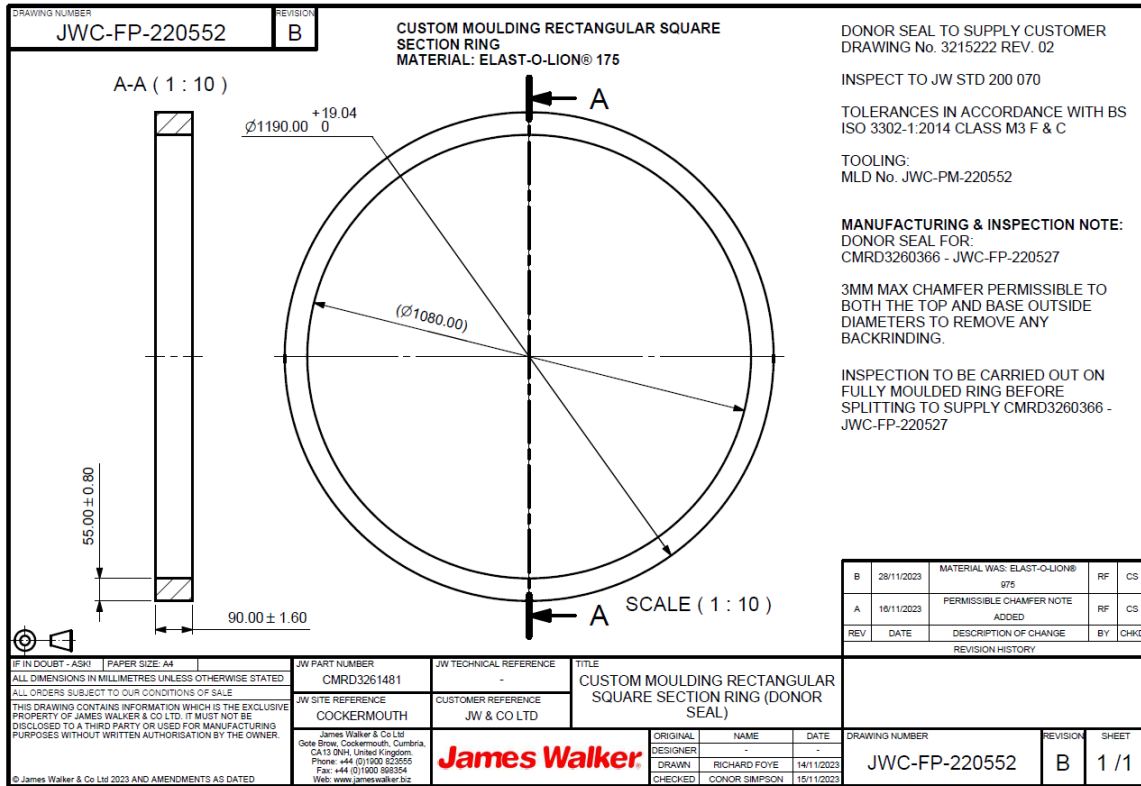 DRAWING NUMBER
JWC-FP-220552
REVISION
B
CUSTOM MOULDING RECTANGULAR SQUARE
SECTION RING
MATERIAL: ELAST-O-LION® 175
DONOR SEAL TO SUPPLY CUSTOMER
DRAWING No. 3215222 REV. 02
INSPECT TO JW STD 200 070
TOLERANCES IN ACCORDANCE WITH BS
ISO 3302-1:2014 CLASS M3 F & C
TOOLING:
MLD No. JWC-PM-220552
MANUFACTURING & INSPECTION NOTE:
DONOR SEAL FOR:
CMRD3260366 - JWC-FP-220527
3MM MAX CHAMFER PERMISSIBLE TO
BOTH THE TOP AND BASE OUTSIDE
DIAMETERS TO REMOVE ANY
BACKRINDING.
INSPECTION TO BE CARRIED OUT ON
FULLY MOULDED RING BEFORE
SPLITTING TO SUPPLY CMRD3260366 -
JWC-FP-220527
A-A ( 1 : 10 )
A
+19.04
Ø1190.00 0
(Ø1080.00)
55.00 ± 0.80
90.00 ± 1.60
A
SCALE ( 1 : 10 )
B 28/11/2023 MATERIAL WAS: ELAST-O-LION® 975 RF CS
A 16/11/2023 PERMISSIBLE CHAMFER NOTE ADDED RF CS
REV DATE DESCRIPTION OF CHANGE BY CHKD
REVISION HISTORY
IF IN DOUBT - ASK! PAPER SIZE: A4
ALL DIMENSIONS IN MILLIMETRES UNLESS OTHERWISE STATED
ALL ORDERS SUBJECT TO OUR CONDITIONS OF SALE
THIS DRAWING CONTAINS INFORMATION WHICH IS THE EXCLUSIVE
PROPERTY OF JAMES WALKER & CO LTD. IT MUST NOT BE
DISCLOSED TO A THIRD PARTY OR USED FOR MANUFACTURING
PURPOSES WITHOUT WRITTEN AUTHORISATION BY THE OWNER.
© James Walker & Co Ltd 2023 AND AMENDMENTS AS DATED
JW PART NUMBER
CMRD3261481
JW TECHNICAL REFERENCE
-
JW SITE REFERENCE
COCKERMOUTH
CUSTOMER REFERENCE
JW & CO LTD
TITLE
CUSTOM MOULDING RECTANGULAR
SQUARE SECTION RING (DONOR
SEAL)
James Walker & Co Ltd
Gote Brow, Cockermouth, Cumbria,
CA13 0NH, United Kingdom.
Phone: +44 (0)1900 823555
Fax: +44 (0)1900 898354
Web: www.jameswalker.biz
James Walker
ORIGINAL NAME DATE
DESIGNER - -
DRAWN RICHARD FOYE 14/11/2023
CHECKED CONOR SIMPSON 15/11/2023
DRAWING NUMBER
JWC-FP-220552
REVISION
B
SHEET
1 /1